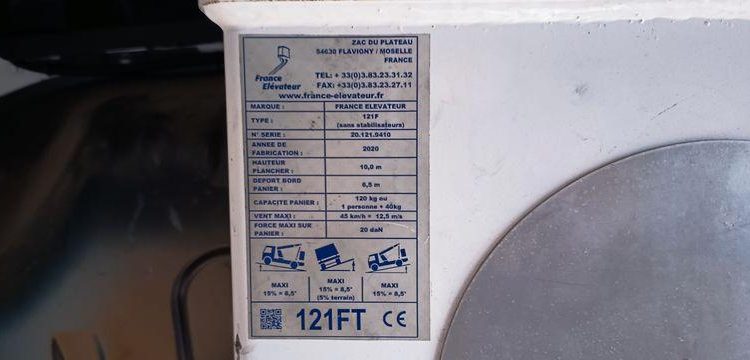 ZAC DU PLATEAU
54630 FLAVIGNY / MOSELLE
FRANCE
France
Elévateur
TEL: + 33(0)3.83.23.31.32
FAX: +33(0)3.83.23.27.11
www.france-elevateur.fr
MARQUE : FRANCE ELEVATEUR
TYPE : 121F
(sans stabilisateurs)
N° SERIE : 20.121.9410
ANNEE DE
FABRICATION : 2020
HAUTEUR
PLANCHER : 10,0 m
DEPORT BORD
PANIER : 6,5 m
CAPACITE PANIER : 120 kg ou
1 personne + 40kg
VENT MAXI : 45 km/h = 12,5 m/s
FORCE MAXI SUR
PANIER : 20 daN
MAXI
15% = 8,5°
MAXI
15% = 8,5°
(5% terrain)
MAXI
15% = 8,5°
121FT CE